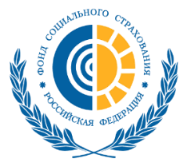 ФОНД СОЦИАЛЬНОГО СТРАХОВАНИЯ
РОССИЙСКАЯ ФЕДЕРАЦИЯ